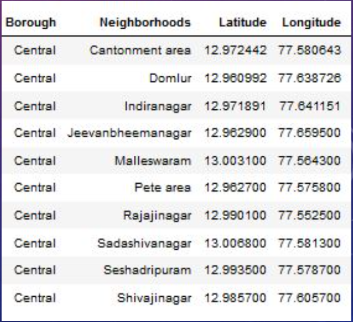 Borough Neighborhoods Latitude Longitude
Central Cantonment area 12.972442 77.580643
Central Domlur 12.960992 77.638726
Central Indiranagar 12.971891 77.641151
Central Jeevanbheemanagar 12.962900 77.659500
Central Malleswaram 13.003100 77.564300
Central Pete area 12.962700 77.575800
Central Rajajinagar 12.990100 77.552500
Central Sadashivanagar 13.006800 77.581300
Central Seshadripuram 12.993500 77.578700
Central Shivajinagar 12.985700 77.605700